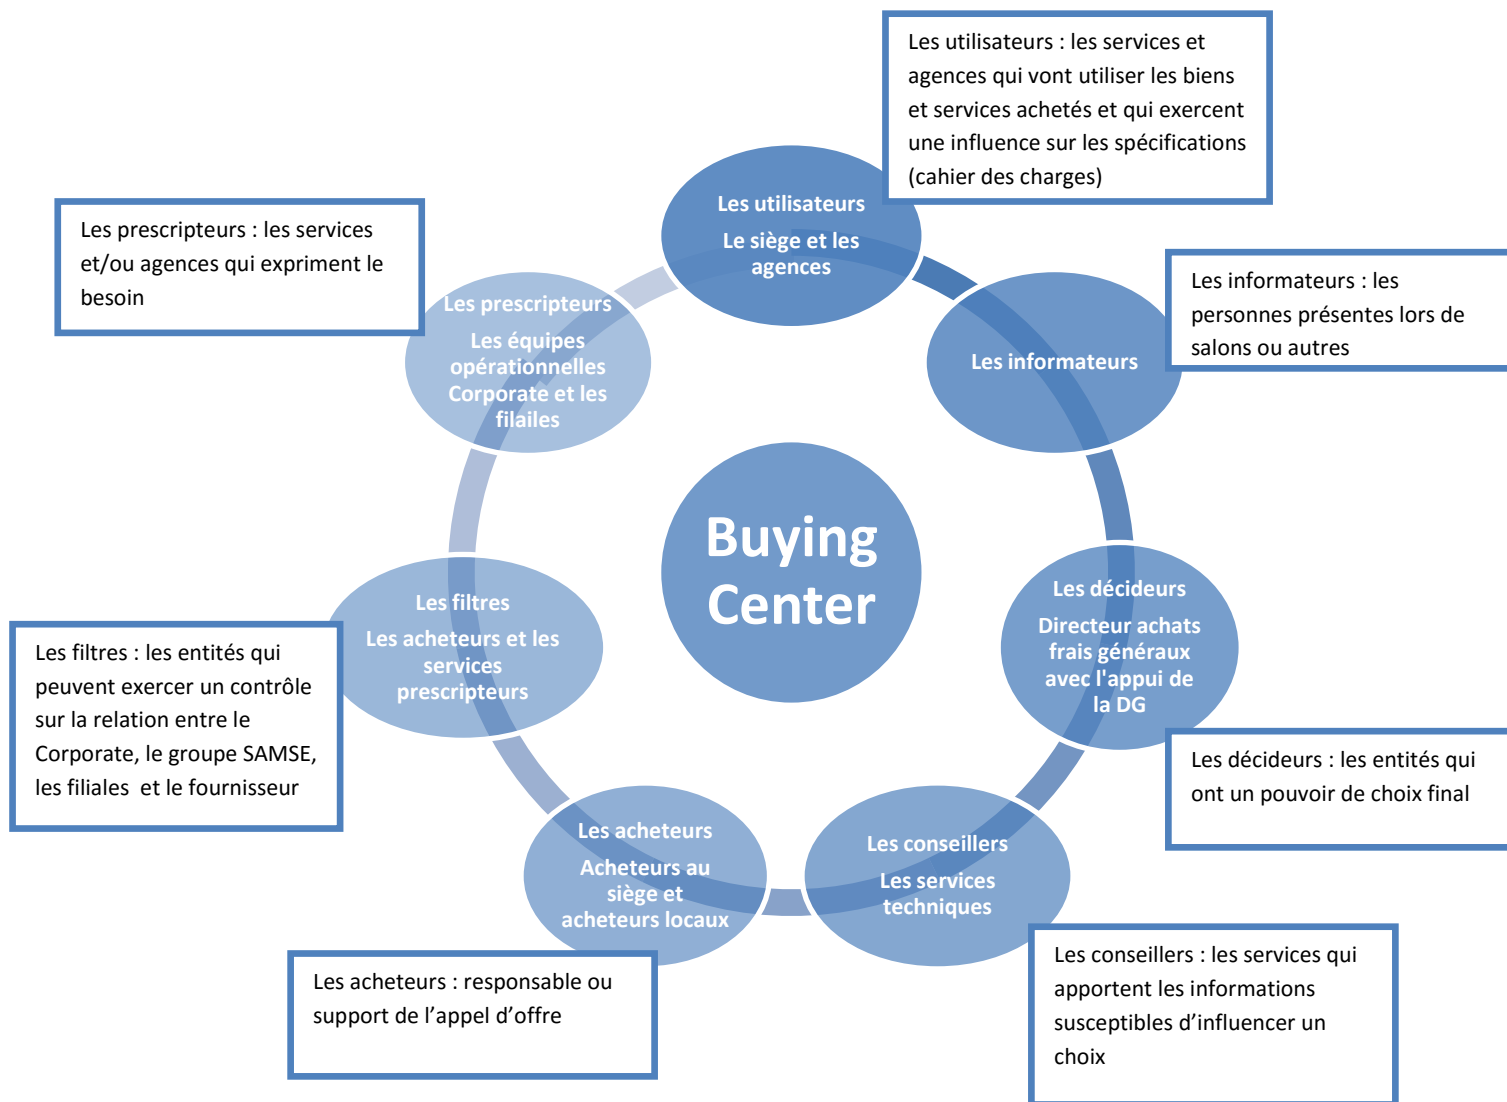 Les utilisateurs : les services et
agences qui vont utiliser les biens
et services achetés et qui exercent
une influence sur les spécifications
(cahier des charges)
Les utilisateurs
Le siège et les
agences
Les prescripteurs : les services
et/ou agences qui expriment le
besoin
Les prescripteurs
Les équipes
opérationnelles
Corporate et les
filailes
Les informateurs : les
personnes présentes lors de
salons ou autres
Les informateurs
Buying
Center
Les décideurs
Directeur achats
frais généraux
avec l'appui de
la DG
Les décideurs : les entités qui
ont un pouvoir de choix final
Les filtres
Les acheteurs et les
services
prescripteurs
Les filtres : les entités qui
peuvent exercer un contrôle
sur la relation entre le
Corporate, le groupe SAMSE,
les filiales  et le fournisseur
Les acheteurs
Acheteurs au
siège et
acheteurs locaux
Les acheteurs : responsable ou
support de l’appel d’offre
Les conseillers
Les services
techniques
Les conseillers : les services qui
apportent les informations
susceptibles d’influencer un
choix